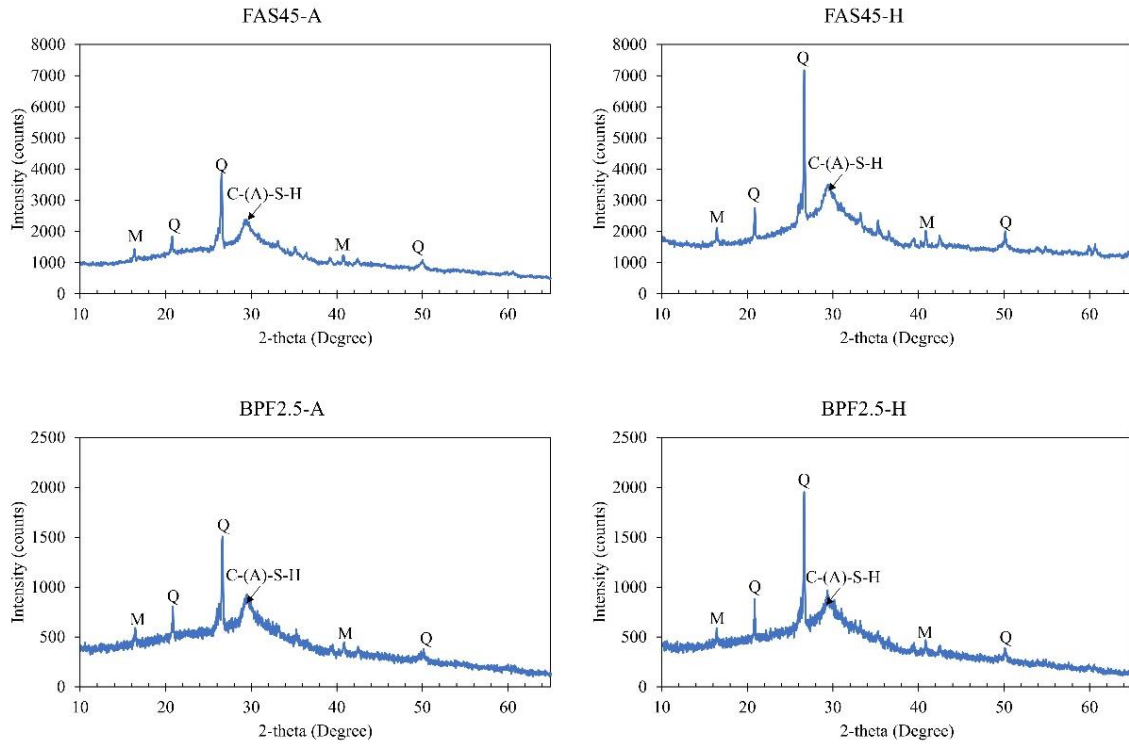 FAS45-A
8000
7000
6000
5000
4000
3000
2000
1000
0
Intensity (counts)
Q
C-(A)-S-H
M
Q
M
Q
10 20 30 40 50 60
2-theta (Degree)
FAS45-H
8000
7000
6000
5000
4000
3000
2000
1000
0
Intensity (counts)
Q
C-(A)-S-H
Q
M
M
Q
10 20 30 40 50 60
2-theta (Degree)
BPF2.5-A
2500
2000
1500
1000
500
0
Intensity (counts)
Q
C-(A)-S-H
Q
M
M
Q
10 20 30 40 50 60
2-theta (Degree)
BPF2.5-H
2500
2000
1500
1000
500
0
Intensity (counts)
Q
C-(A)-S-H
Q
M
M
Q
10 20 30 40 50 60
2-theta (Degree)